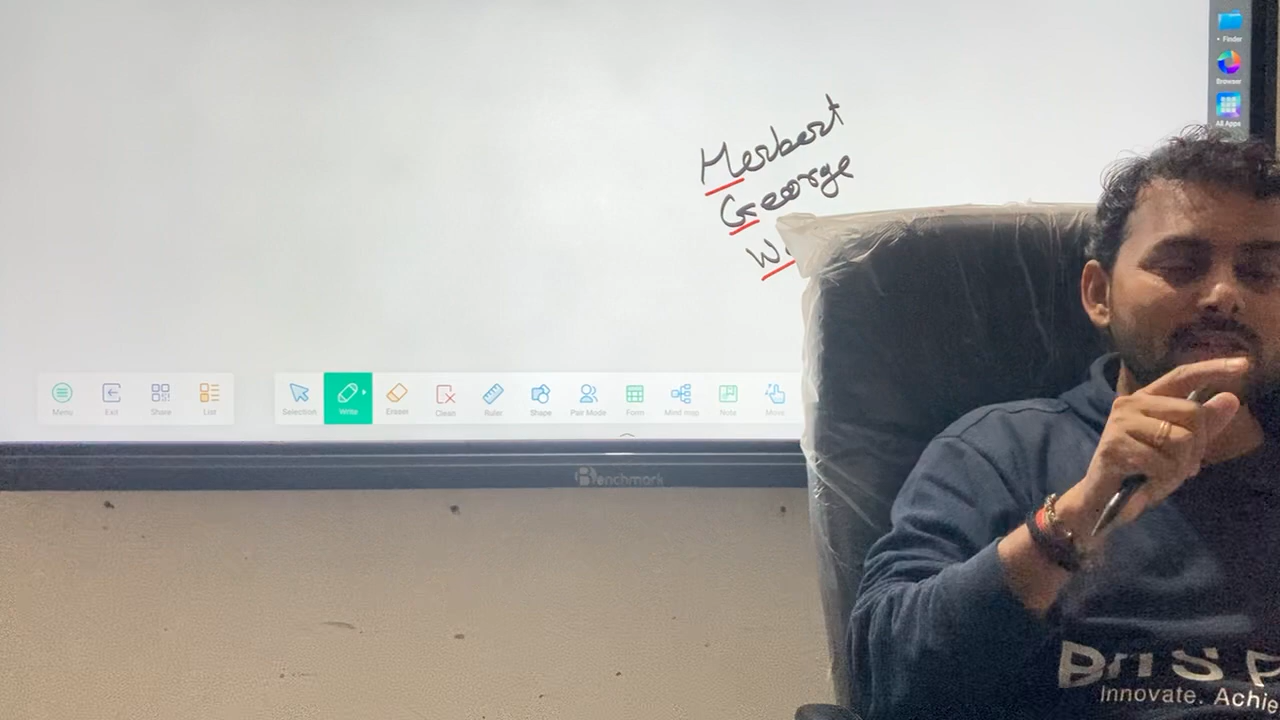 Finder
Browser
All Apps
Herbert
George
Menu
Exit
Share
List
Selection
Write
Eraser
Clean
Ruler
Shape
Pair Mode
Form
Mind map
Note
Move
Benchmark
Innovate. Achie